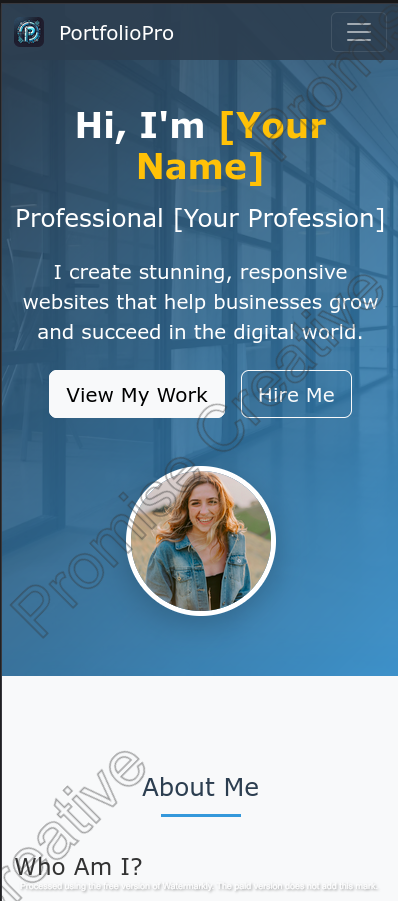 PortfolioPro
Hi, I'm [Your
Name]
Professional [Your Profession]
I create stunning, responsive
websites that help businesses grow
and succeed in the digital world.
View My Work
Hire Me
Promise Creative
About Me
Who Am I?
Processed using the free version of Watermarkly. The paid version does not add this mark.